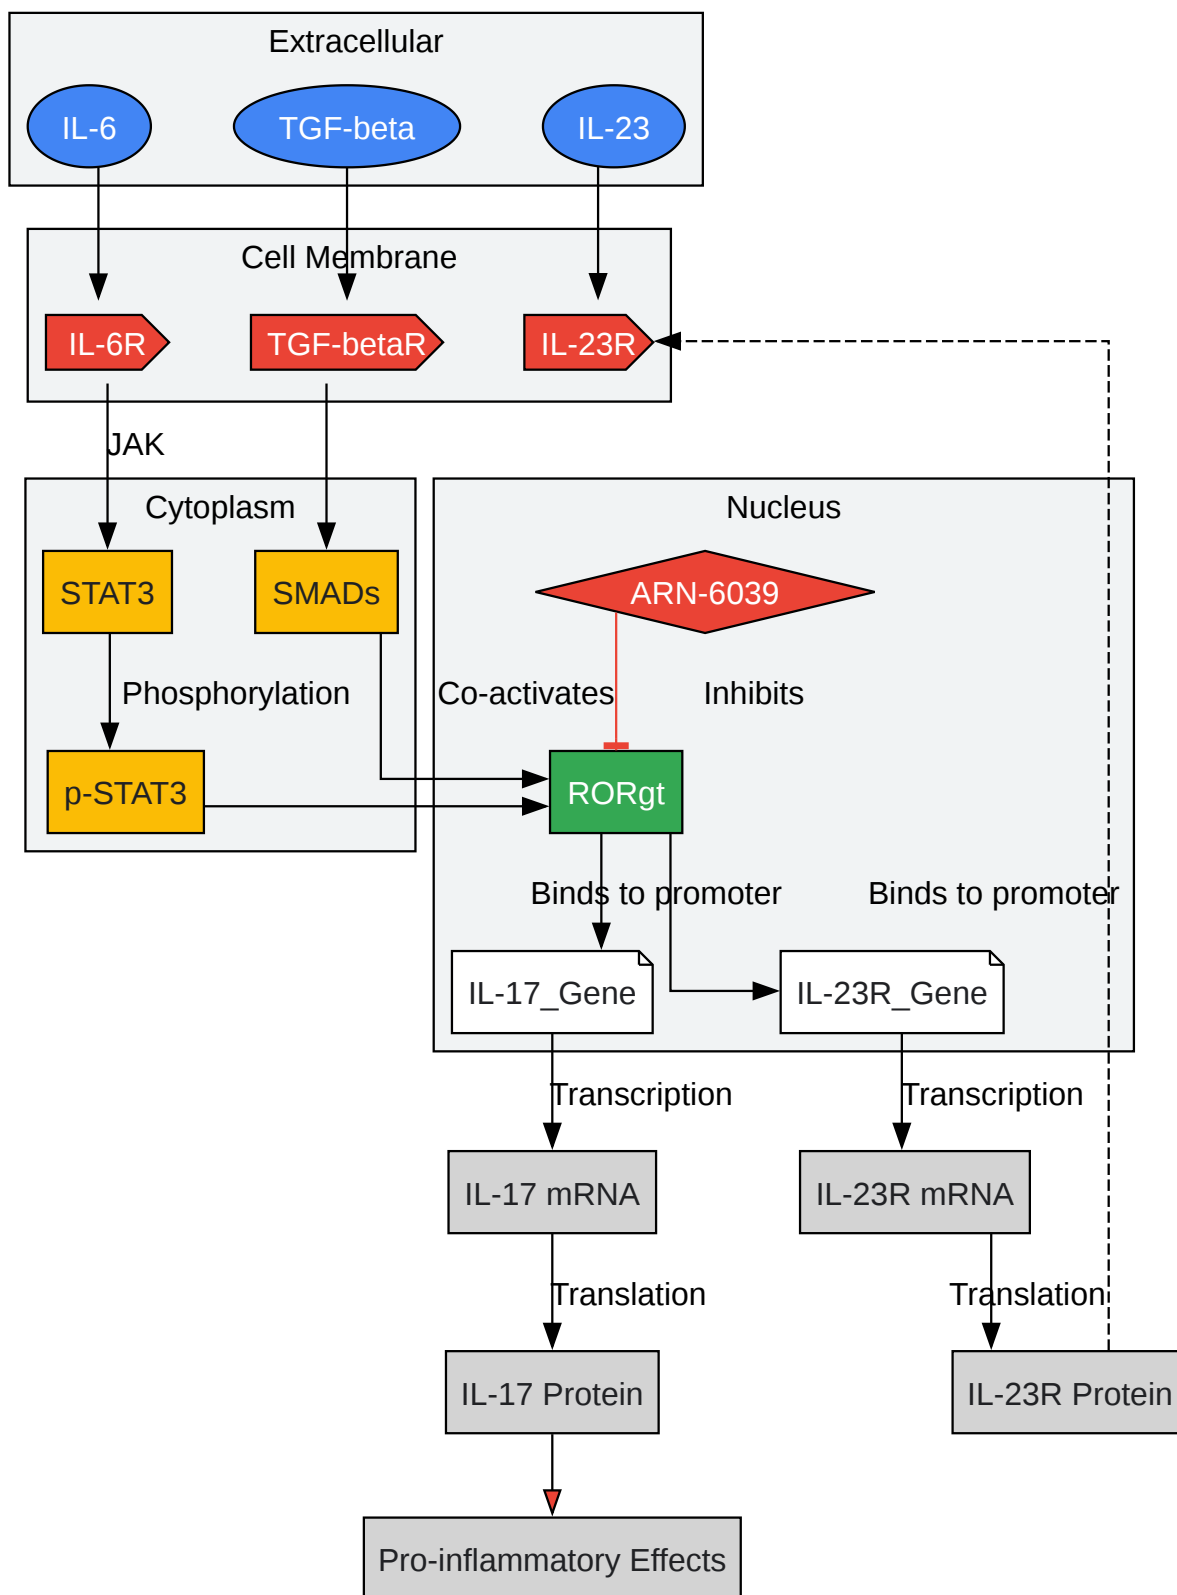 Extracellular
IL-6
TGF-beta
IL-23
Cell Membrane
IL-6R
TGF-betaR
IL-23R
JAK
Cytoplasm
Nucleus
STAT3
SMADs
ARN-6039
Phosphorylation
Co-activates
Inhibits
p-STAT3
RORgt
Binds to promoter
Binds to promoter
IL-17_Gene
IL-23R_Gene
Transcription
Transcription
IL-17 mRNA
IL-23R mRNA
Translation
Translation
IL-17 Protein
IL-23R Protein
Pro-inflammatory Effects